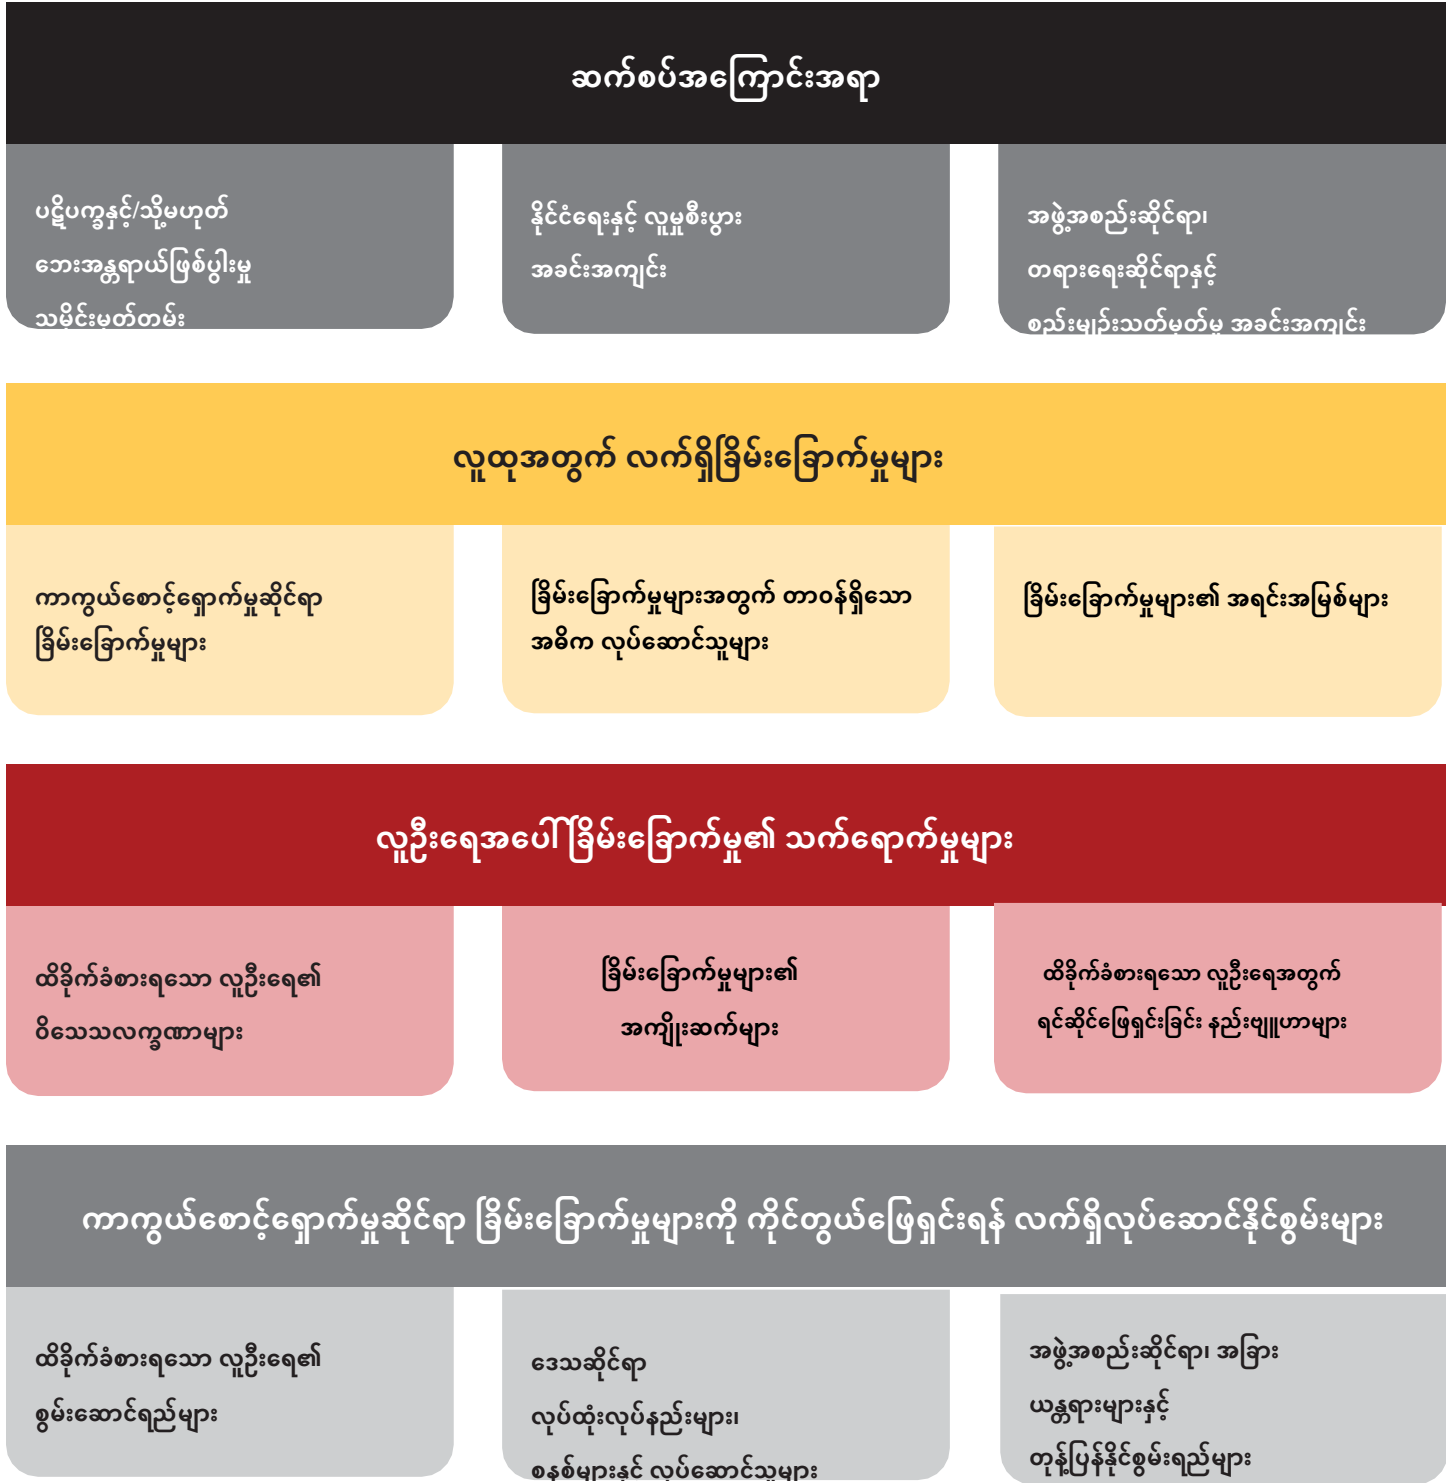 ဆက်စပ်အကြောင်းအရာ
ပဋိပက္ခနှင့်/သို့မဟုတ်
ဘေးအန္တရာယ်ဖြစ်ပွါးမှု
သမိုင်းမှတ်တမ်း
နိုင်ငံရေးနှင့် လူမှုစီးပွား
အခင်းအကျင်း
အဖွဲ့အစည်းဆိုင်ရာ၊
တရားရေးဆိုင်ရာနှင့်
စည်းမျဉ်းသတ်မှတ်မှု အခင်းအကျင်း
လူထုအတွက် လက်ရှိခြိမ်းခြောက်မှုများ
ကာကွယ်စောင့်ရှောက်မှုဆိုင်ရာ
ခြိမ်းခြောက်မှုများ
ခြိမ်းခြောက်မှုများအတွက် တာဝန်ရှိသော
အဓိက လုပ်ဆောင်သူများ
ခြိမ်းခြောက်မှုများ၏ အရင်းအမြစ်များ
လူဦးရေအပေါ် ခြိမ်းခြောက်မှု၏ သက်ရောက်မှုများ
ထိခိုက်ခံစားရသော လူဦးရေ၏
ဝိသေသလက္ခဏာများ
ခြိမ်းခြောက်မှုများ၏
အကျိုးဆက်များ
ထိခိုက်ခံစားရသော လူဦးရေအတွက်
ရင်ဆိုင်ဖြေရှင်းခြင်း နည်းဗျူဟာများ
ကာကွယ်စောင့်ရှောက်မှုဆိုင်ရာ ခြိမ်းခြောက်မှုများကို ကိုင်တွယ်ဖြေရှင်းရန် လက်ရှိလုပ်ဆောင်နိုင်စွမ်းများ
ထိခိုက်ခံစားရသော လူဦးရေ၏
စွမ်းဆောင်ရည်များ
ဒေသဆိုင်ရာ
လုပ်ထုံးလုပ်နည်းများ၊
စနစ်များနှင့် လုပ်ဆောင်သူများ
အဖွဲ့အစည်းဆိုင်ရာ၊ အခြား
ယန္တရားများနှင့်
တုန့်ပြန်နိုင်စွမ်းရည်များ